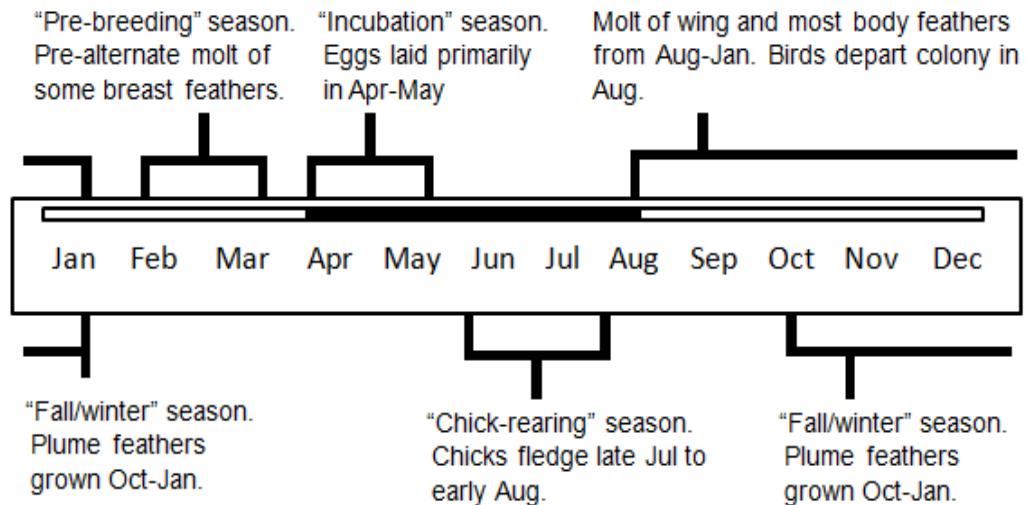 “Pre-breeding” season.
Pre-alternate molt of
some breast feathers.
“Incubation” season.
Eggs laid primarily
in Apr-May
Molt of wing and most body feathers
from Aug-Jan. Birds depart colony in
Aug.
Jan Feb Mar Apr May Jun Jul Aug Sep Oct Nov Dec
“Fall/winter” season.
Plume feathers
grown Oct-Jan.
“Chick-rearing” season.
Chicks fledge late Jul to
early Aug.
“Fall/winter” season.
Plume feathers
grown Oct-Jan.